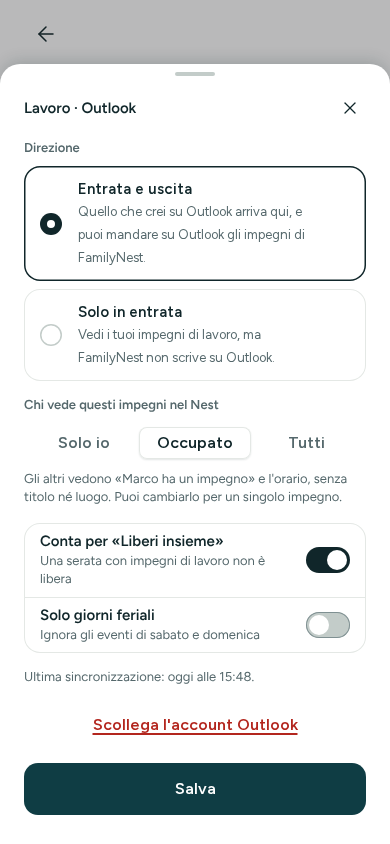 Lavoro · Outlook
Direzione
Entrata e uscita
Quello che crei su Outlook arriva qui, e
puoi mandare su Outlook gli impegni di
FamilyNest.
Solo in entrata
Vedi i tuoi impegni di lavoro, ma
FamilyNest non scrive su Outlook.
Chi vede questi impegni nel Nest
Solo io
Occupato
Tutti
Gli altri vedono «Marco ha un impegno» e l'orario, senza
titolo né luogo. Puoi cambiarlo per un singolo impegno.
Conta per «Liberi insieme»
Una serata con impegni di lavoro non è
libera
Solo giorni feriali
Ignora gli eventi di sabato e domenica
Ultima sincronizzazione: oggi alle 15:48.
Scollega l'account Outlook
Salva